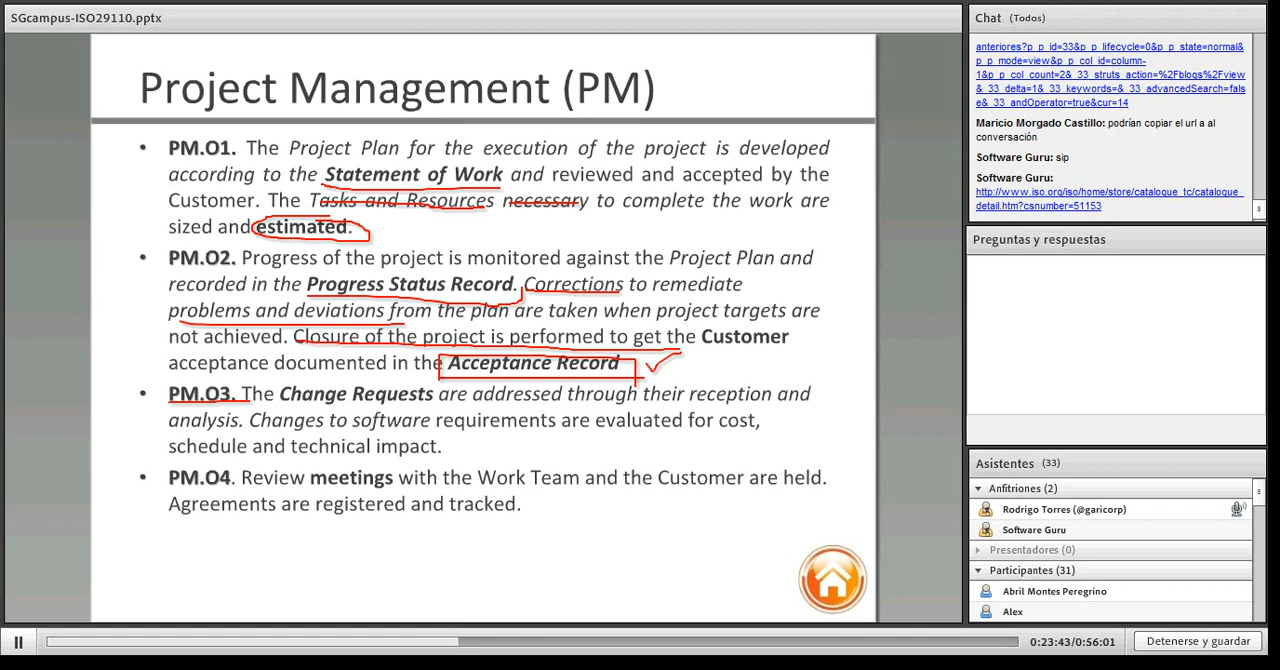 SGcampus-ISO29110.pptx
Project Management (PM)
• PM.O1. The Project Plan for the execution of the project is developed
according to the Statement of Work and reviewed and accepted by the
Customer. The Tasks and Resources necessary to complete the work are
sized and estimated.
• PM.O2. Progress of the project is monitored against the Project Plan and
recorded in the Progress Status Record. Corrections to remediate
problems and deviations from the plan are taken when project targets are
not achieved. Closure of the project is performed to get the Customer
acceptance documented in the Acceptance Record
• PM.O3. The Change Requests are addressed through their reception and
analysis. Changes to software requirements are evaluated for cost,
schedule and technical impact.
• PM.O4. Review meetings with the Work Team and the Customer are held.
Agreements are registered and tracked.
Chat (Todos)
anteriores?p_p_id=33&p_p_lifecycle=0&p_p_state=normal&
p_p_mode=view&p_p_col_id=column-
1&p_p_col_count=2&_33_struts_action=%2Fblogs%2Fview
&_33_delta=1&_33_keywords=&_33_advancedSearch=fals
e&_33_andOperator=true&cur=14
Maricio Morgado Castillo: podrían copiar el url a al
conversación
Software Guru: sip
Software Guru:
http://www.iso.org/iso/home/store/catalogue_tc/catalogue_
detail.htm?csnumber=51153
Preguntas y respuestas
Asistentes (33)
Anfitriones (2)
Rodrigo Torres (@garicorp)
Software Guru
Presentadores (0)
Participantes (31)
Abril Montes Peregrino
Alex
0:23:43/0:56:01
Detenerse y guardar